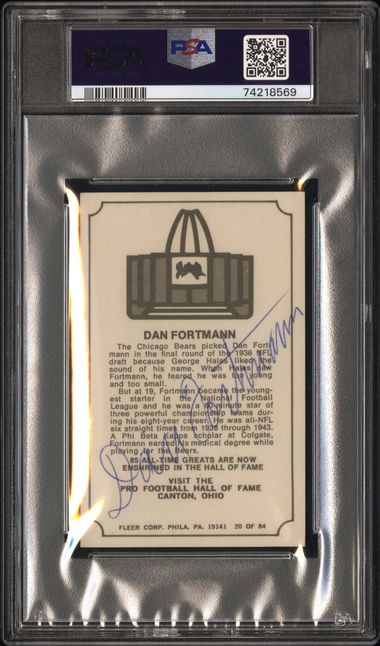 PSA
PSA
74218569
DAN FORTMANN
The Chicago Bears picked Dan Fort-
mann in the final round of the 1936 NFL
draft because George Halas liked the
sound of his name. When Halas saw
Fortmann, he feared he was too young
and too small.
But at 19, Fortmann became the young-
est starter in the National Football
League and he was a 60-minute star of
three powerful championship teams during
his eight-year career. He was all-NFL
six straight times from 1938 through 1943.
A Phi Beta Kappa scholar of Colgate,
Fortmann earned his medical degree while
playing for the Bears.
85 ALL-TIME GREATS ARE NOW
ENSHRINED IN THE HALL OF FAME
VISIT THE
PRO FOOTBALL HALL OF FAME
CANTON, OHIO
Dan Fortmann
FLEER CORP. PHILA. PA. 19141 20 OF 84